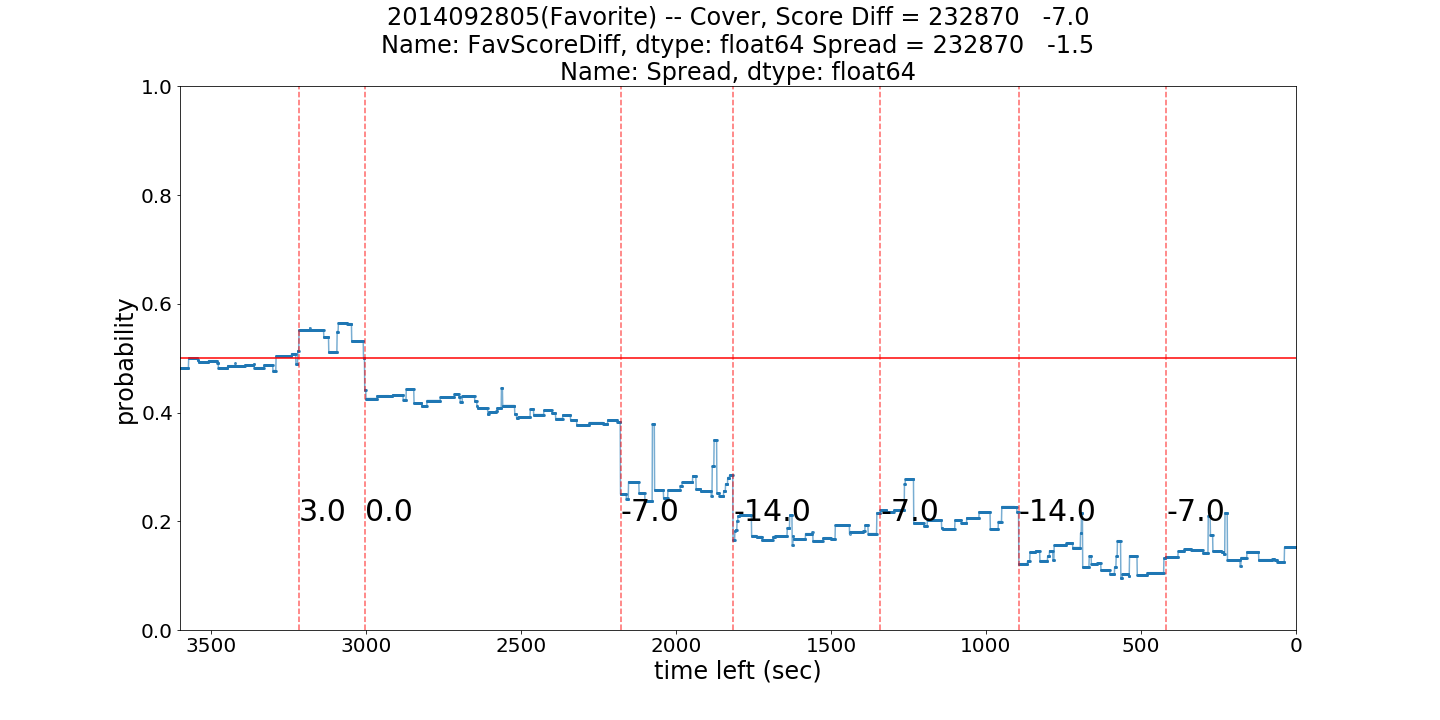 2014092805(Favorite) -- Cover, Score Diff = 232870   -7.0
Name: FavScoreDiff, dtype: float64 Spread = 232870   -1.5
Name: Spread, dtype: float64
1.0
0.8
0.6
0.4
0.2
0.0
probability
3.0 0.0 -7.0 -14.0 -7.0 -14.0 -7.0
3500 3000 2500 2000 1500 1000 500 0
time left (sec)